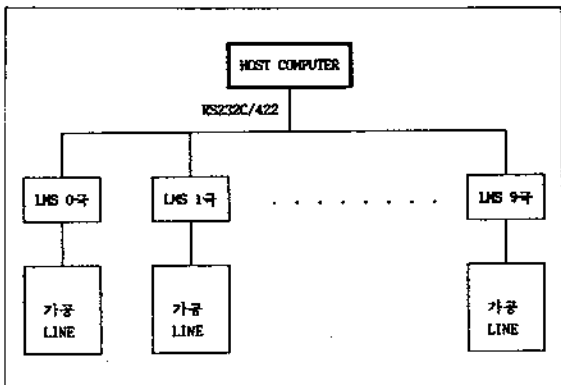 HOST COMPUTER
RS232C/422
LMS 0국
LMS 1국
LMS 9국
가공
LINE
가공
LINE
가공
LINE